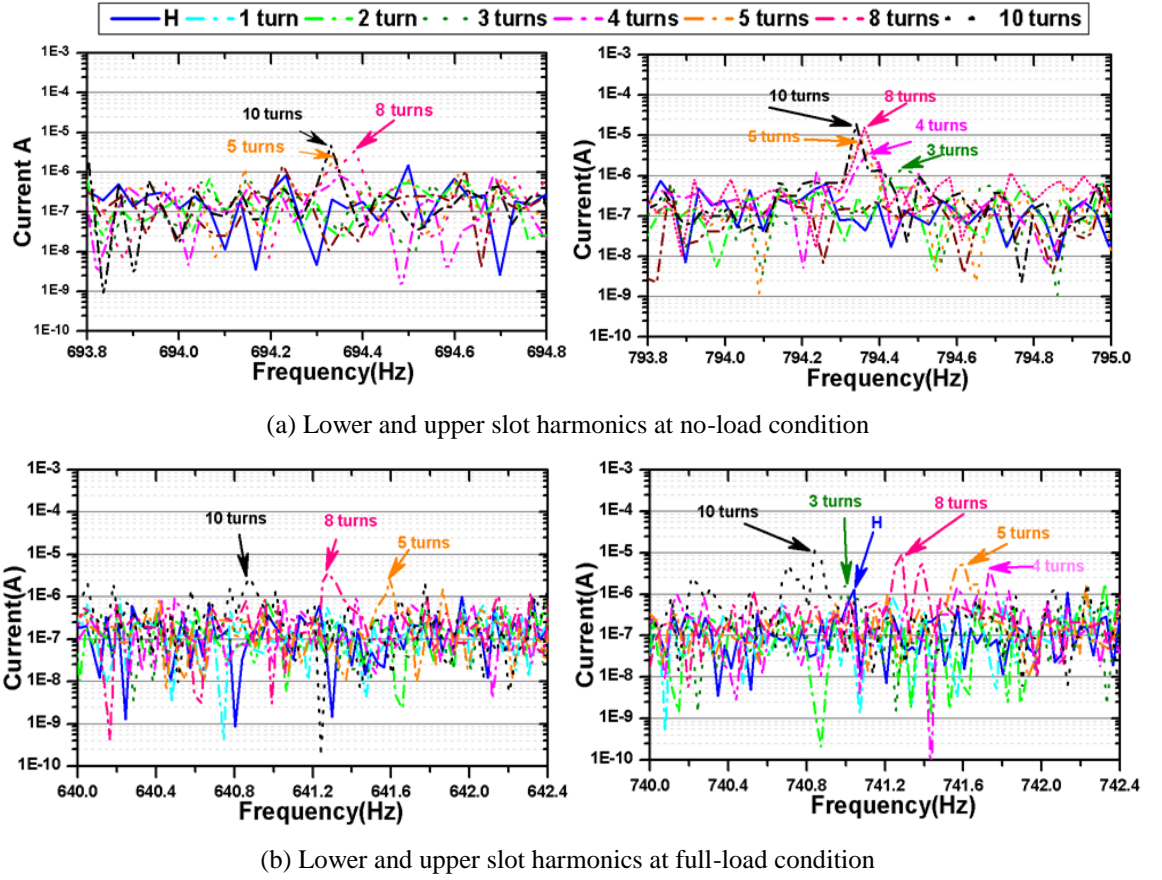 H 1 turn 2 turn 3 turns 4 turns 5 turns 8 turns 10 turns
1E-3
1E-4
1E-5
1E-6
1E-7
1E-8
1E-9
1E-10
Current A
10 turns
8 turns
5 turns
693.8 694.0 694.2 694.4 694.6 694.8
Frequency(Hz)
1E-3
1E-4
1E-5
1E-6
1E-7
1E-8
1E-9
1E-10
Current(A)
10 turns
8 turns
5 turns
4 turns
3 turns
793.8 794.0 794.2 794.4 794.6 794.8 795.0
Frequency(Hz)
(a) Lower and upper slot harmonics at no-load condition
1E-3
1E-4
1E-5
1E-6
1E-7
1E-8
1E-9
1E-10
Current(A)
10 turns
8 turns
5 turns
640.0 640.4 640.8 641.2 641.6 642.0 642.4
Frequency(Hz)
1E-3
1E-4
1E-5
1E-6
1E-7
1E-8
1E-9
1E-10
Current(A)
10 turns
3 turns
H
8 turns
5 turns
4 turns
740.0 740.4 740.8 741.2 741.6 742.0 742.4
Frequency(Hz)
(b) Lower and upper slot harmonics at full-load condition